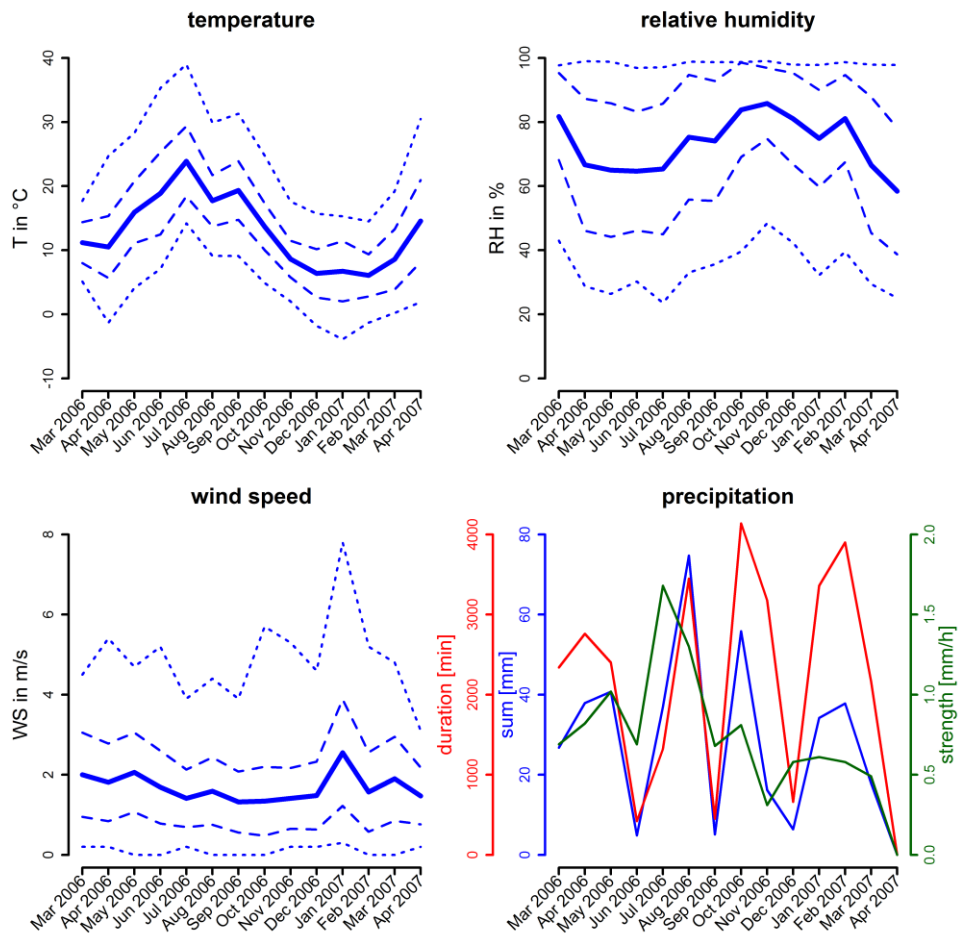 temperature
T in °C
40
30
20
10
0
-10
Mar 2006
Apr 2006
May 2006
Jun 2006
Jul 2006
Aug 2006
Sep 2006
Oct 2006
Nov 2006
Dec 2006
Jan 2007
Feb 2007
Mar 2007
Apr 2007
relative humidity
RH in %
100
80
60
40
20
0
Mar 2006
Apr 2006
May 2006
Jun 2006
Jul 2006
Aug 2006
Sep 2006
Oct 2006
Nov 2006
Dec 2006
Jan 2007
Feb 2007
Mar 2007
Apr 2007
wind speed
WS in m/s
8
6
4
2
0
Mar 2006
Apr 2006
May 2006
Jun 2006
Jul 2006
Aug 2006
Sep 2006
Oct 2006
Nov 2006
Dec 2006
Jan 2007
Feb 2007
Mar 2007
Apr 2007
precipitation
duration [min]
4000
3000
2000
1000
0
sum [mm]
80
60
40
20
0
strength [mm/h]
2.0
1.5
1.0
0.5
0.0
Mar 2006
Apr 2006
May 2006
Jun 2006
Jul 2006
Aug 2006
Sep 2006
Oct 2006
Nov 2006
Dec 2006
Jan 2007
Feb 2007
Mar 2007
Apr 2007